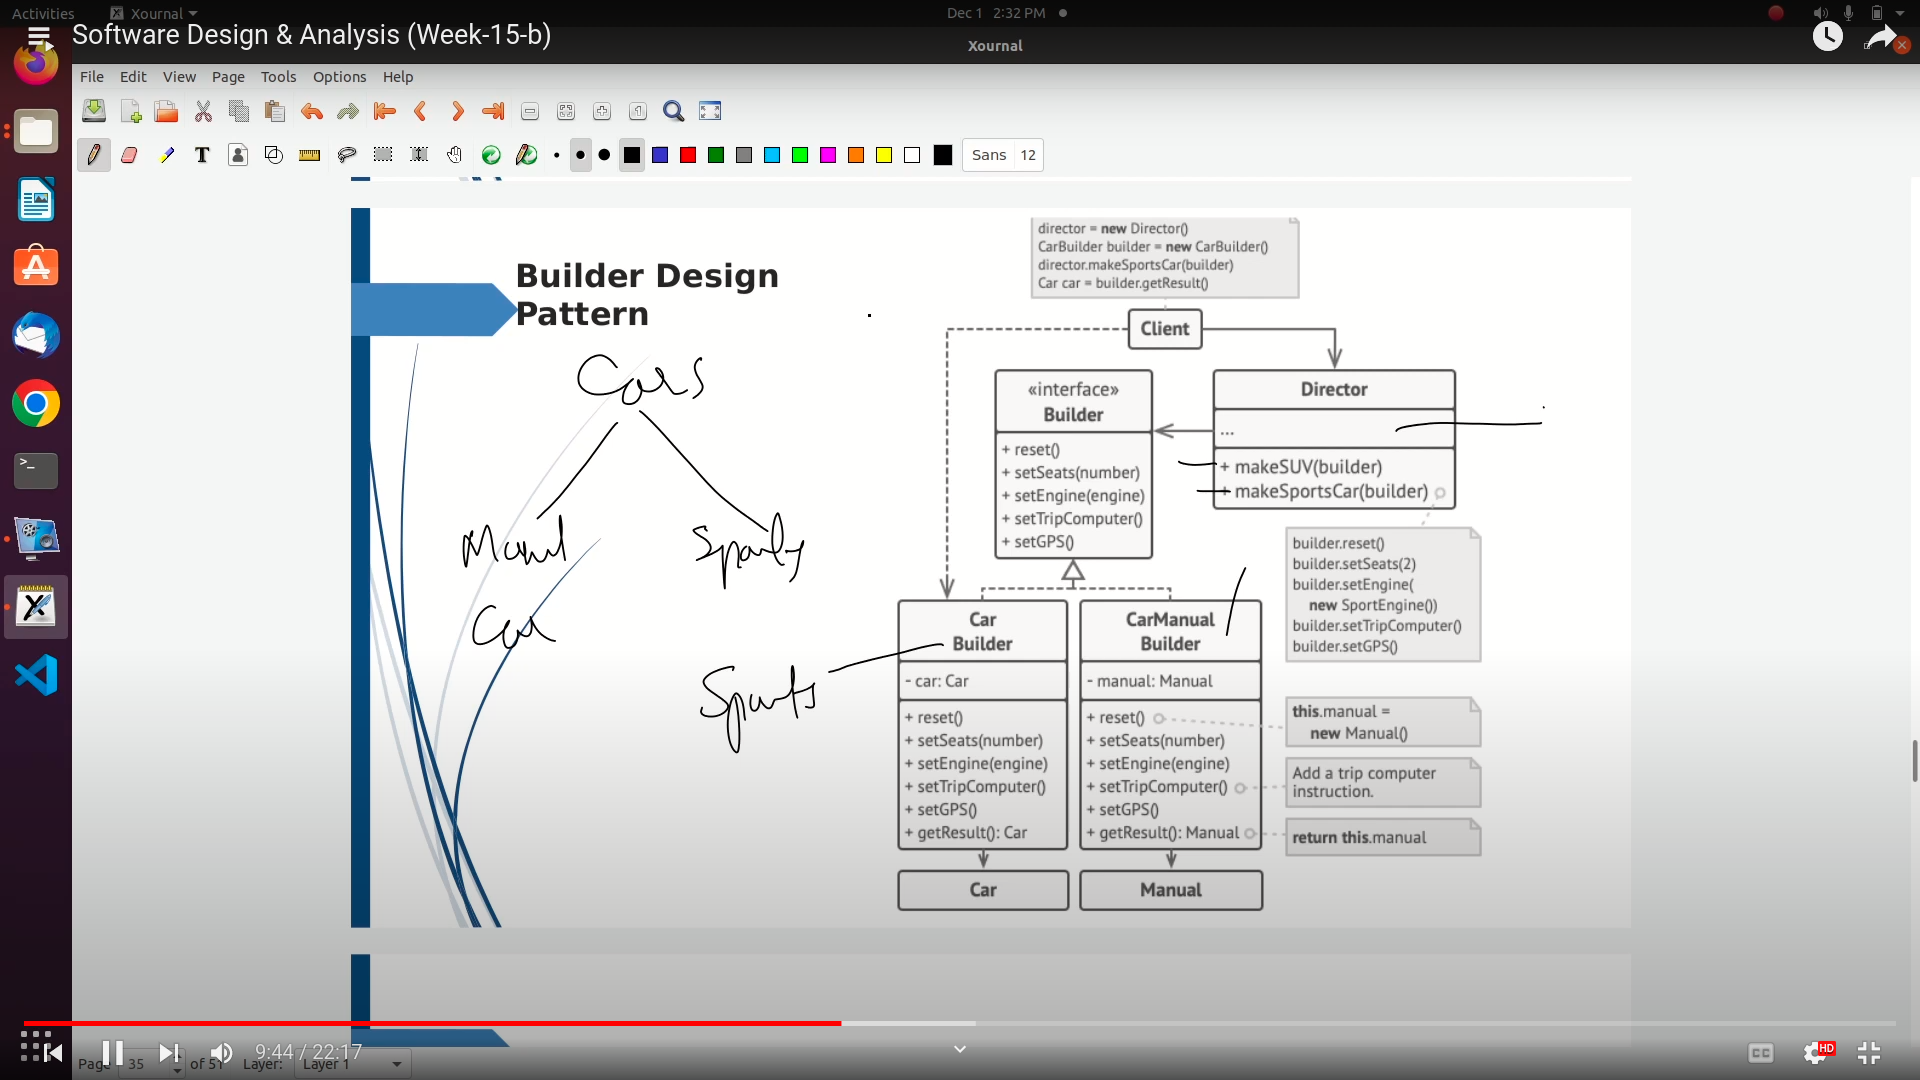 Activities
Xournal
Dec 1 2:32 PM
Software Design & Analysis (Week-15-b)
Xournal
File Edit View Page Tools Options Help
T
Sans 12
Builder Design
Pattern
director = new Director()
CarBuilder builder = new CarBuilder()
director.makeSportsCar(builder)
Car car = builder.getResult()
Client
Cars
Sports
Car
«interface»
Builder
+ reset()
+ setSeats(number)
+ setEngine(engine)
+ setTripComputer()
+ setGPS()
Director
...
+ makeSUV(builder)
+ makeSportsCar(builder)
builder.reset()
builder.setSeats(2)
builder.setEngine(
new SportEngine())
builder.setTripComputer()
builder.setGPS()
Car
Builder
- car: Car
+ reset()
+ setSeats(number)
+ setEngine(engine)
+ setTripComputer()
+ setGPS()
+ getResult(): Car
CarManual
Builder
- manual: Manual
+ reset()
+ setSeats(number)
+ setEngine(engine)
+ setTripComputer()
+ setGPS()
+ getResult(): Manual
this.manual =
new Manual()
Add a trip computer
instruction.
return this.manual
Car
Manual
9:44 / 22:17
CC
HD
Page 35 of 51 Layer: Layer 1